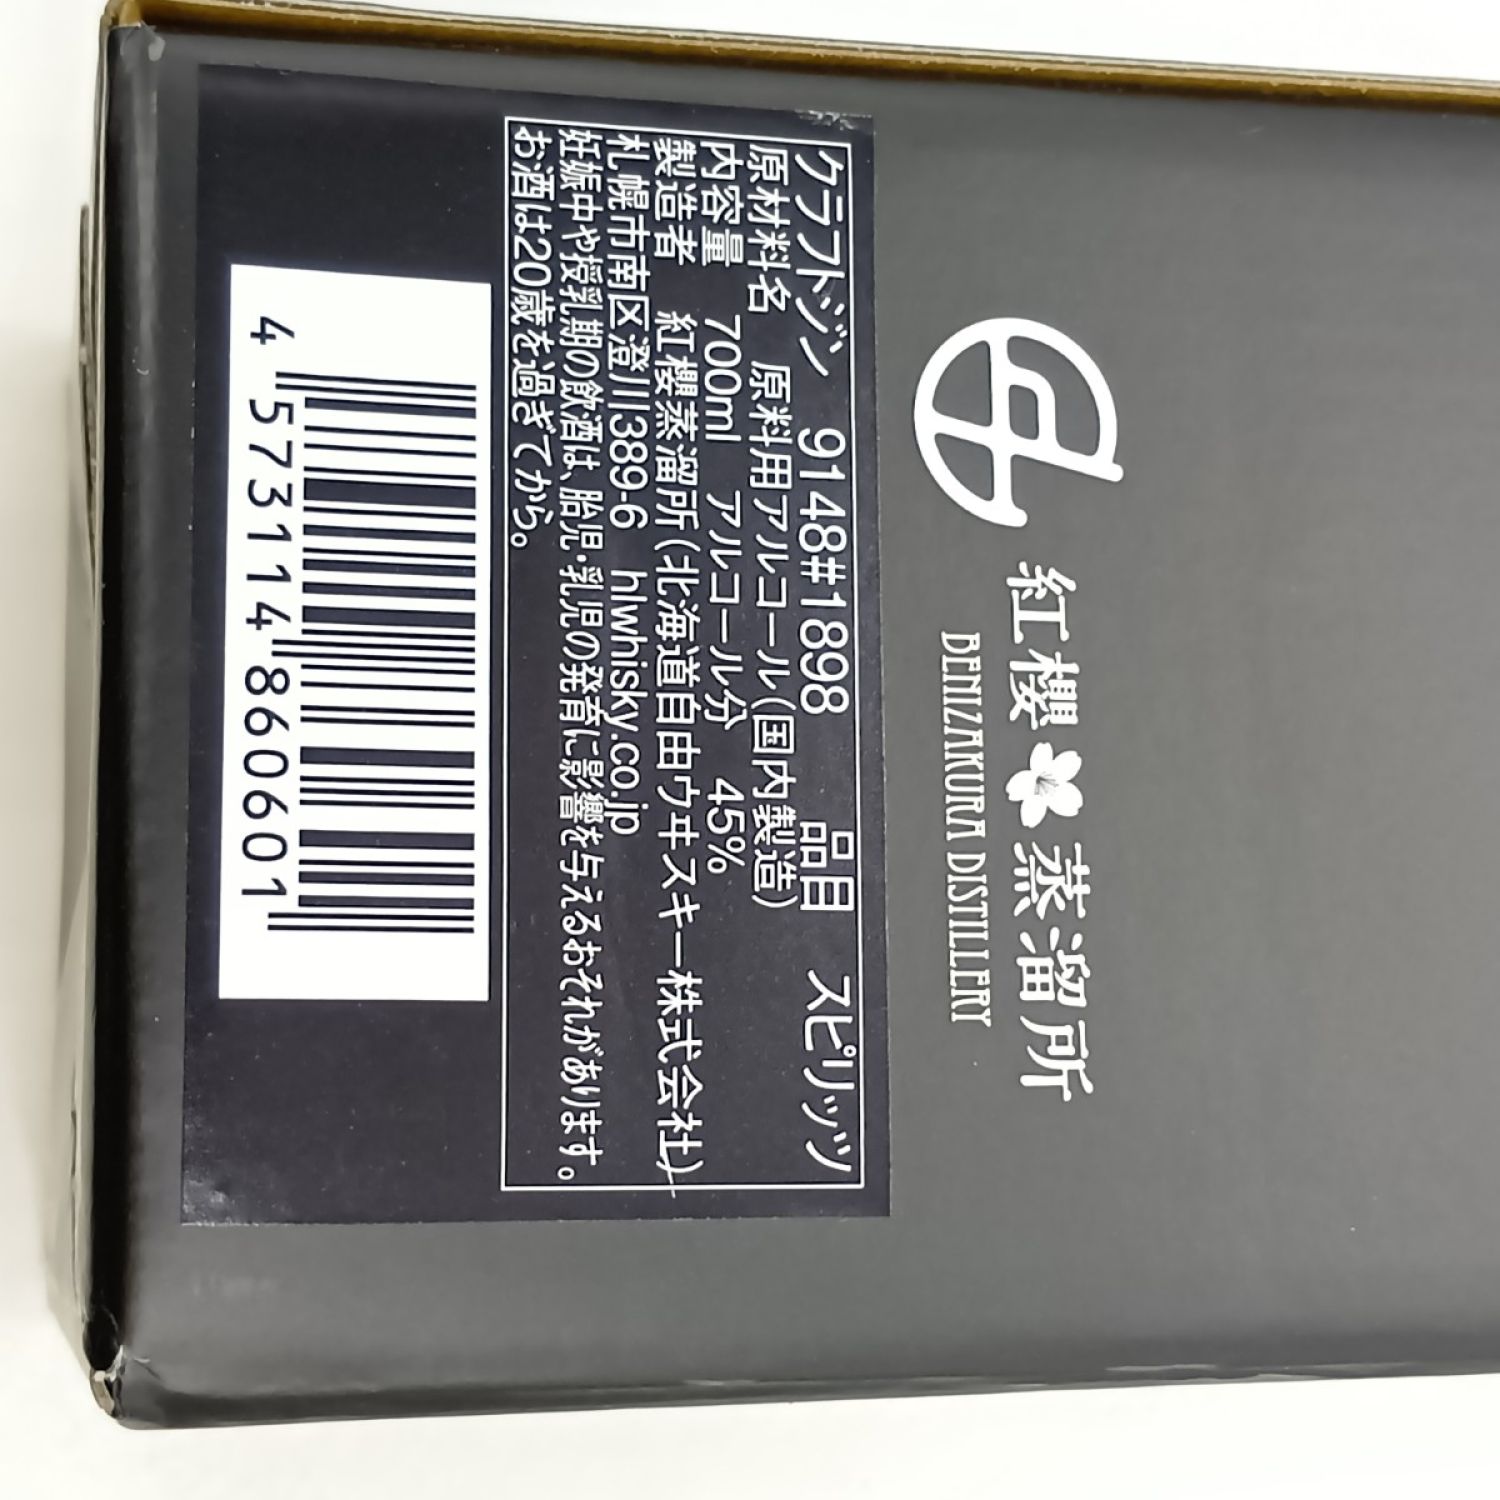 紅櫻蒸溜所
BENIZAKURA DISTILLERY
クラフトジン 9148#1898 品目 スピリッツ
原材料名 原料用アルコール(国内製造)
内容量 700ml アルコール分 45%
製造者 紅櫻蒸溜所(北海道自由ウヰスキー株式会社)
札幌市南区澄川389-6 hlwhisky.co.jp
妊娠中や授乳期の飲酒は、胎児・乳児の発育に影響を与えるおそれがあります。
お酒は20歳を過ぎてから。
4 573114 860601